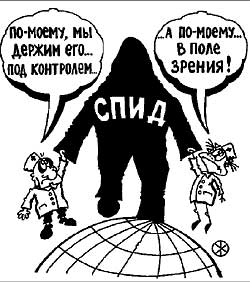 ПО-МОЕМУ, МЫ
ДЕРЖИМ ЕГО...
ПОД КОНТРОЛЕМ...
...А ПО-МОЕМУ...
В ПОЛЕ
ЗРЕНИЯ!
СПИД